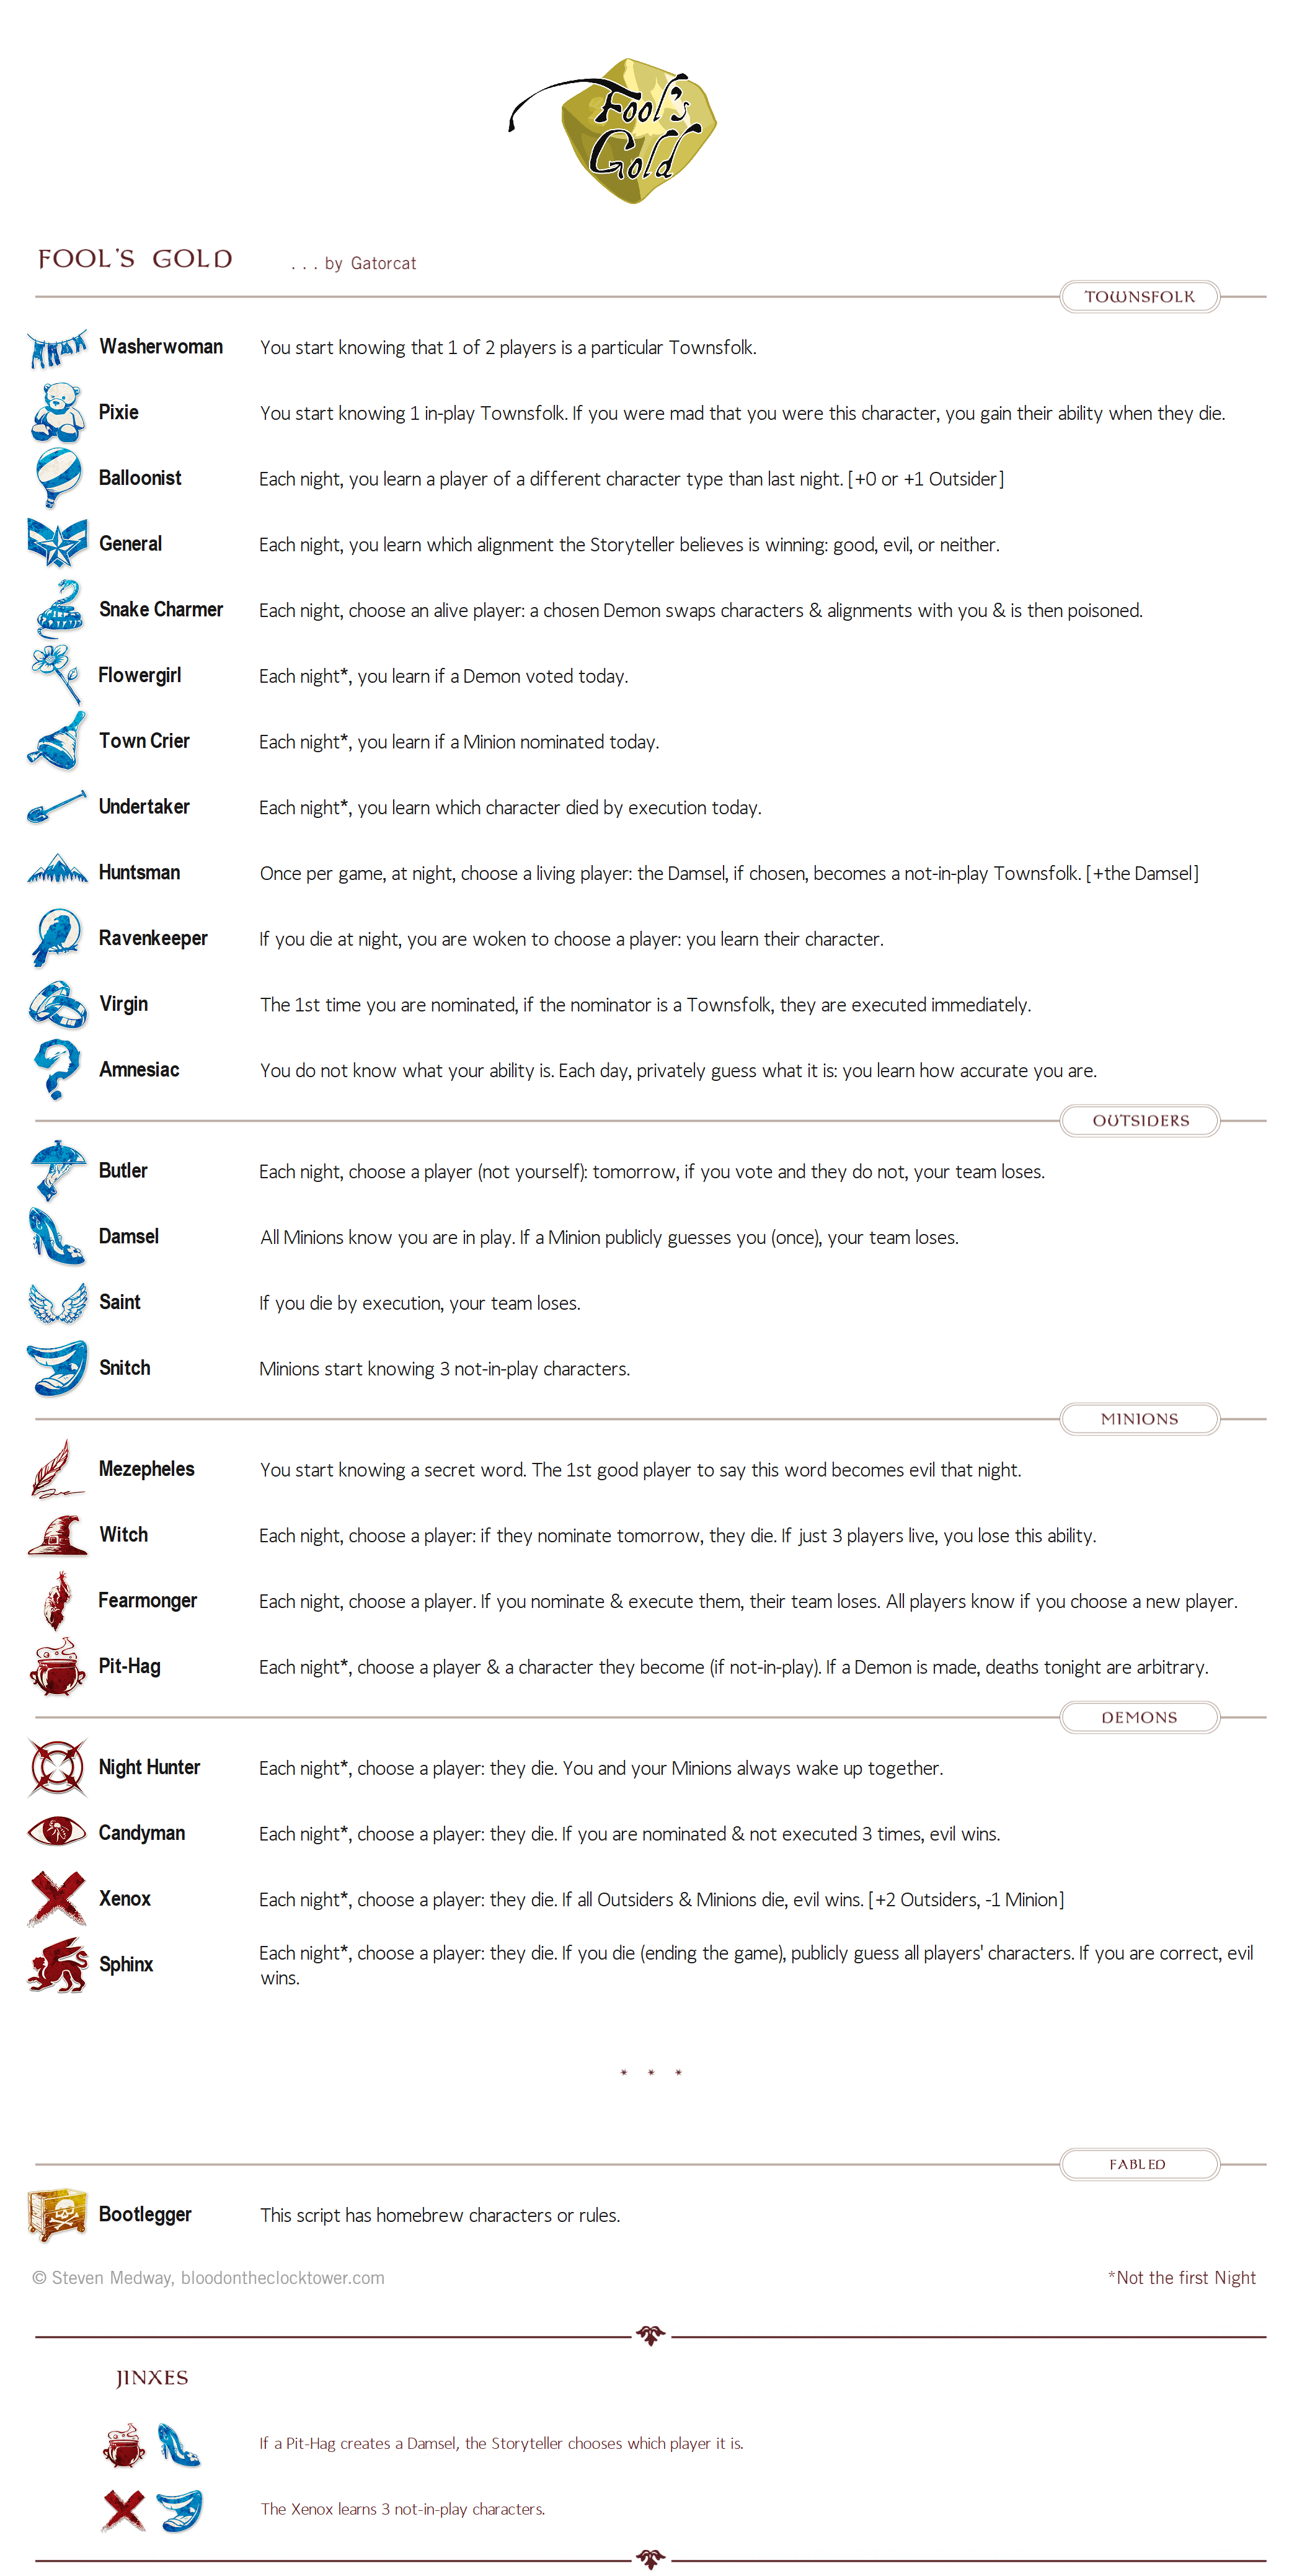 Fool's
Gold
FOOL'S GOLD . . . by Gatorcat
TOWNSFOLK
Washerwoman You start knowing that 1 of 2 players is a particular Townsfolk.
Pixie You start knowing 1 in-play Townsfolk. If you were mad that you were this character, you gain their ability when they die.
Balloonist Each night, you learn a player of a different character type than last night. [+0 or +1 Outsider]
General Each night, you learn which alignment the Storyteller believes is winning: good, evil, or neither.
Snake Charmer Each night, choose an alive player: a chosen Demon swaps characters & alignments with you & is then poisoned.
Flowergirl Each night*, you learn if a Demon voted today.
Town Crier Each night*, you learn if a Minion nominated today.
Undertaker Each night*, you learn which character died by execution today.
Huntsman Once per game, at night, choose a living player: the Damsel, if chosen, becomes a not-in-play Townsfolk. [+the Damsel]
Ravenkeeper If you die at night, you are woken to choose a player: you learn their character.
Virgin The 1st time you are nominated, if the nominator is a Townsfolk, they are executed immediately.
Amnesiac You do not know what your ability is. Each day, privately guess what it is: you learn how accurate you are.
OUTSIDERS
Butler Each night, choose a player (not yourself): tomorrow, if you vote and they do not, your team loses.
Damsel All Minions know you are in play. If a Minion publicly guesses you (once), your team loses.
Saint If you die by execution, your team loses.
Snitch Minions start knowing 3 not-in-play characters.
MINIONS
Mezepheles You start knowing a secret word. The 1st good player to say this word becomes evil that night.
Witch Each night, choose a player: if they nominate tomorrow, they die. If just 3 players live, you lose this ability.
Fearmonger Each night, choose a player. If you nominate & execute them, their team loses. All players know if you choose a new player.
Pit-Hag Each night*, choose a player & a character they become (if not-in-play). If a Demon is made, deaths tonight are arbitrary.
DEMONS
Night Hunter Each night*, choose a player: they die. You and your Minions always wake up together.
Candyman Each night*, choose a player: they die. If you are nominated & not executed 3 times, evil wins.
Xenox Each night*, choose a player: they die. If all Outsiders & Minions die, evil wins. [+2 Outsiders, -1 Minion]
Sphinx Each night*, choose a player: they die. If you die (ending the game), publicly guess all players' characters. If you are correct, evil
wins.
* * *
FABLED
Bootlegger This script has homebrew characters or rules.
© Steven Medway, bloodontheclocktower.com *Not the first Night
JINXES
If a Pit-Hag creates a Damsel, the Storyteller chooses which player it is.
The Xenox learns 3 not-in-play characters.